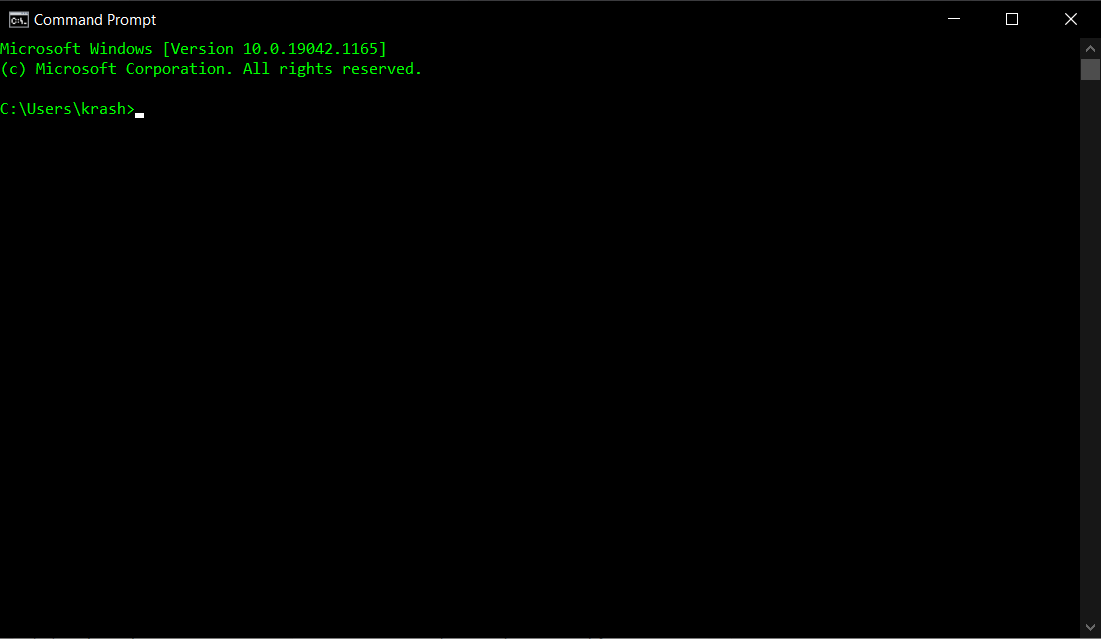 Command Prompt
Microsoft Windows [Version 10.0.19042.1165]
(c) Microsoft Corporation. All rights reserved.
C:\Users\krash>